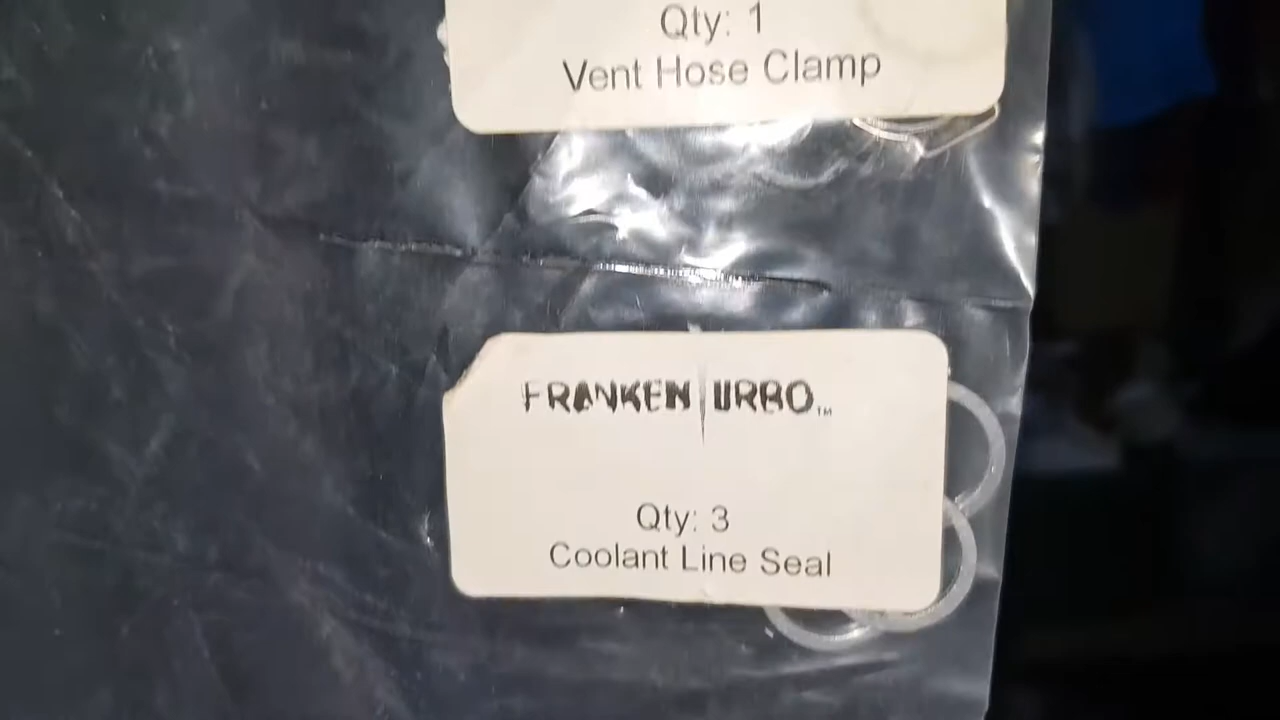 Qty: 1
Vent Hose Clamp
FRANKENTURBO™
Qty: 3
Coolant Line Seal